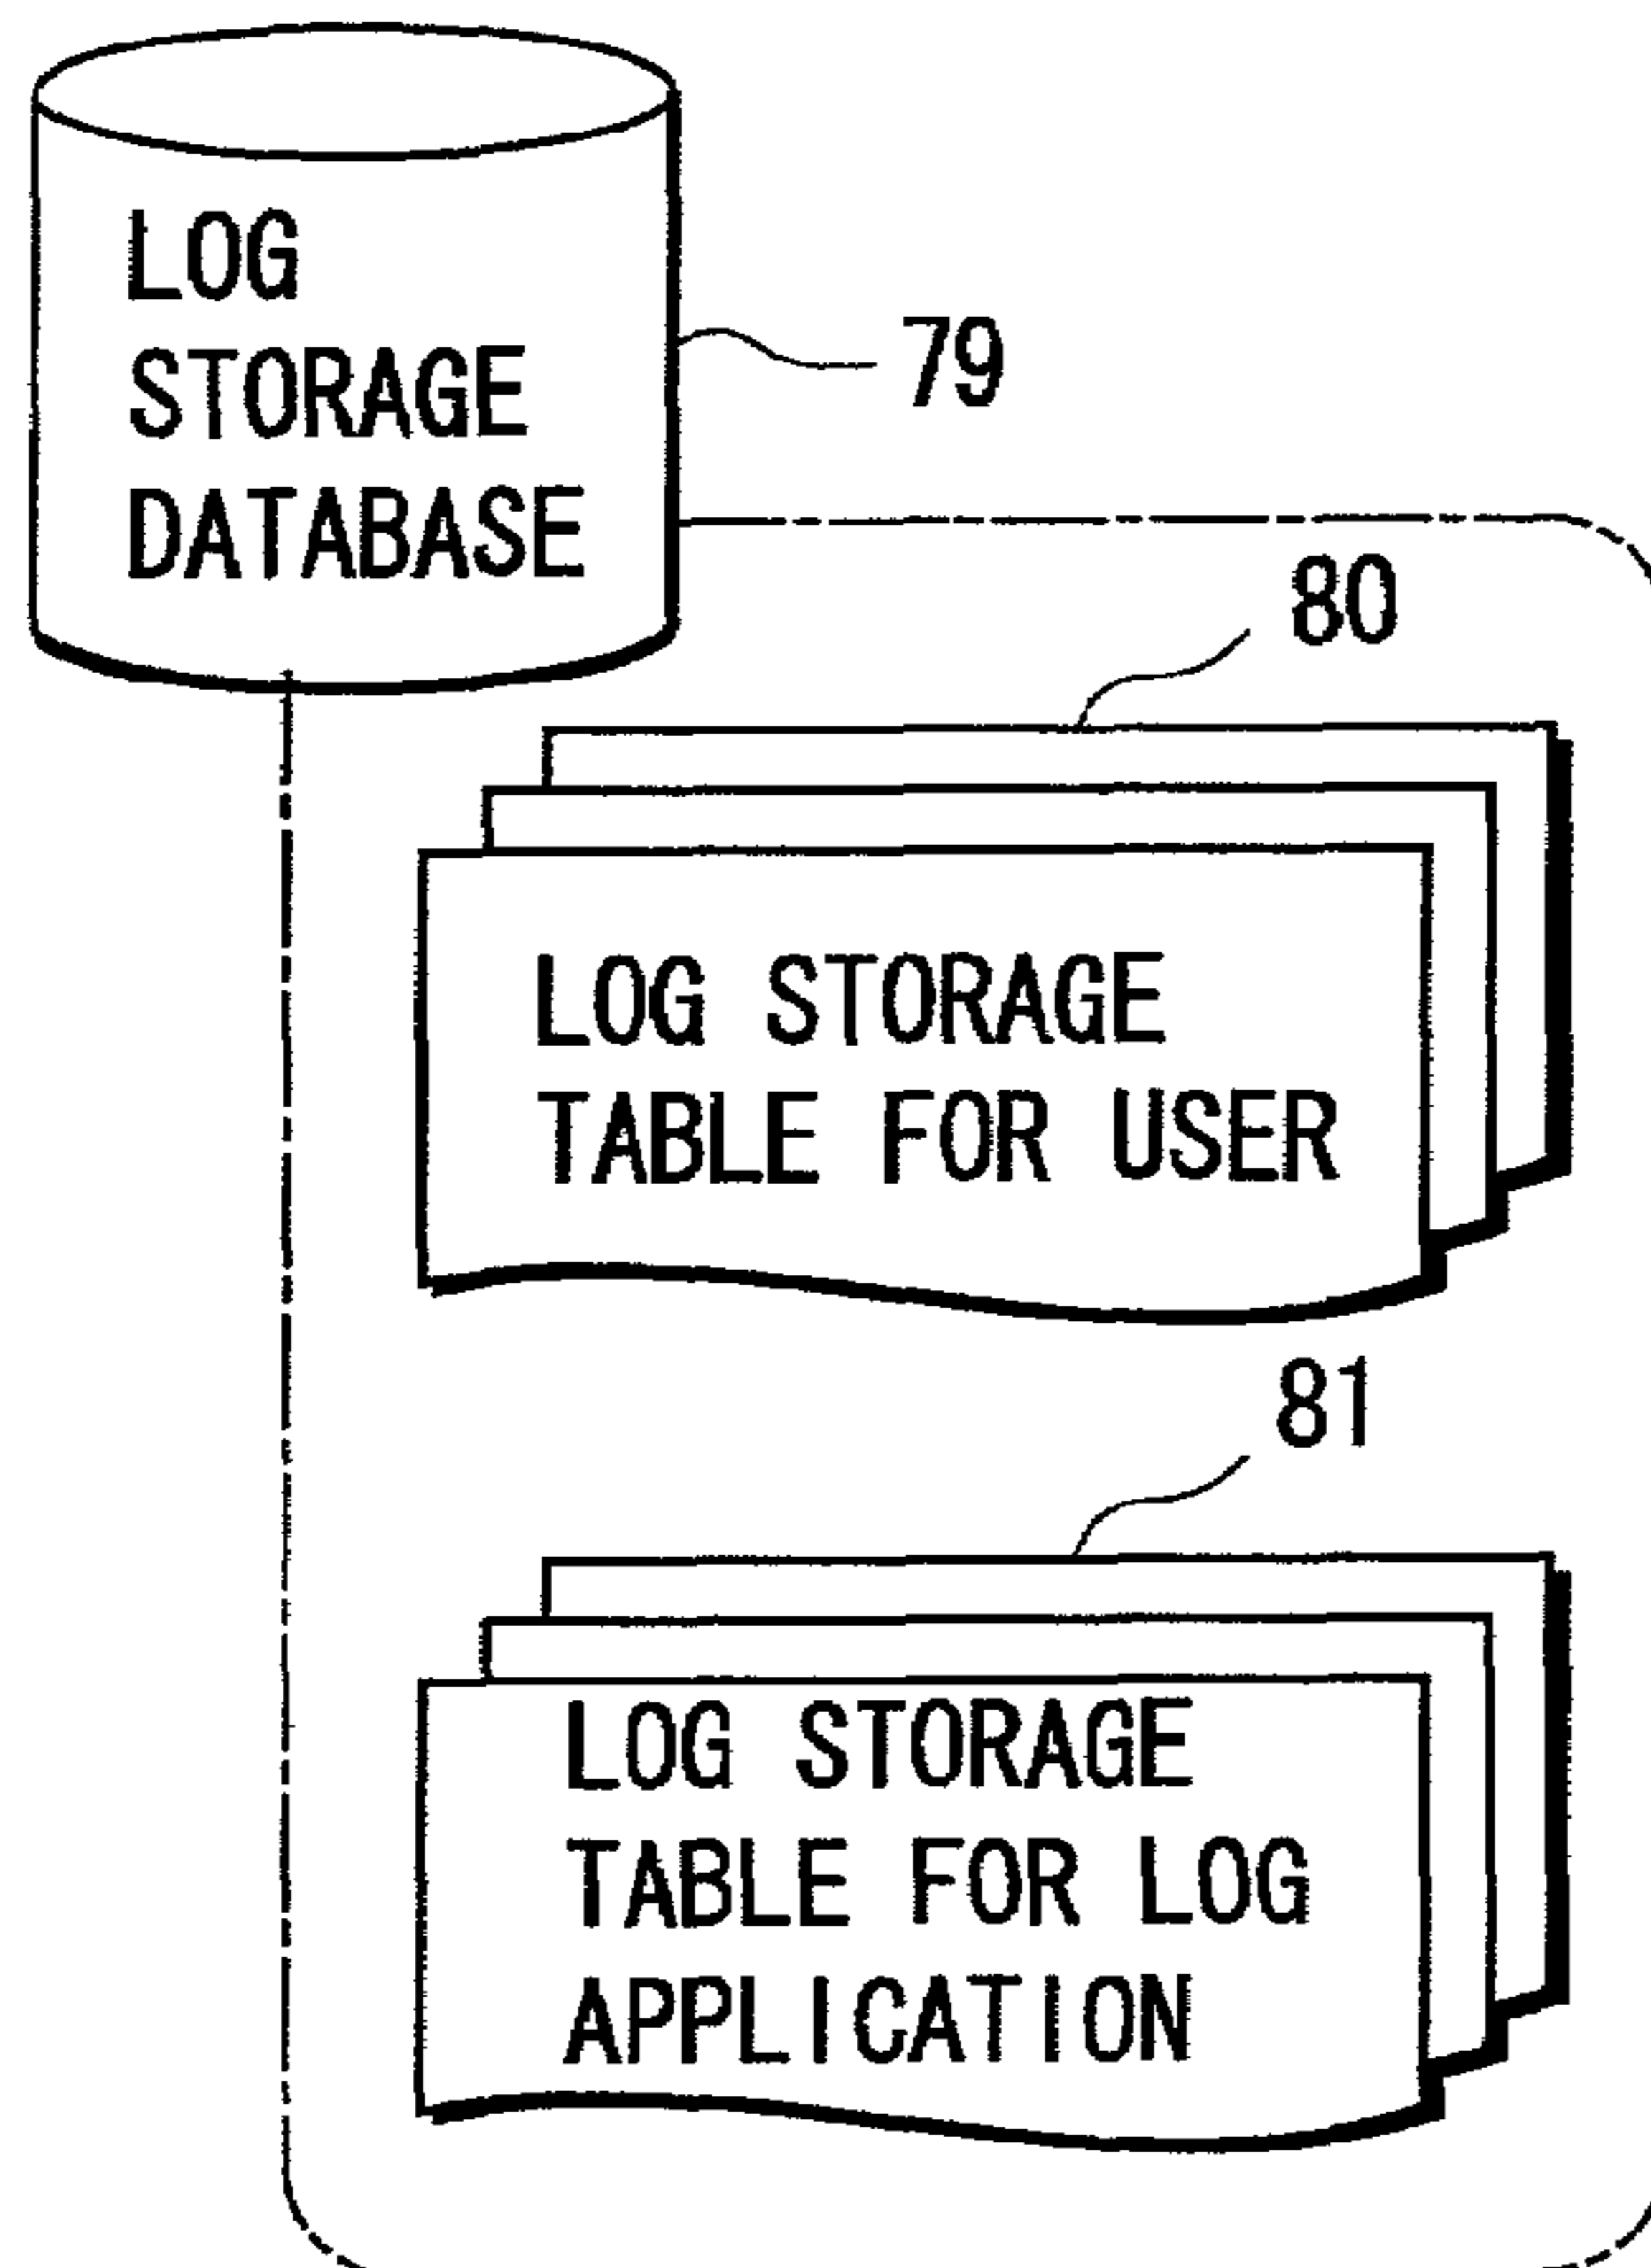 LOG
STORAGE
DATABASE
79
80
LOG STORAGE
TABLE FOR USER
81
LOG STORAGE
TABLE FOR LOG
APPLICATION